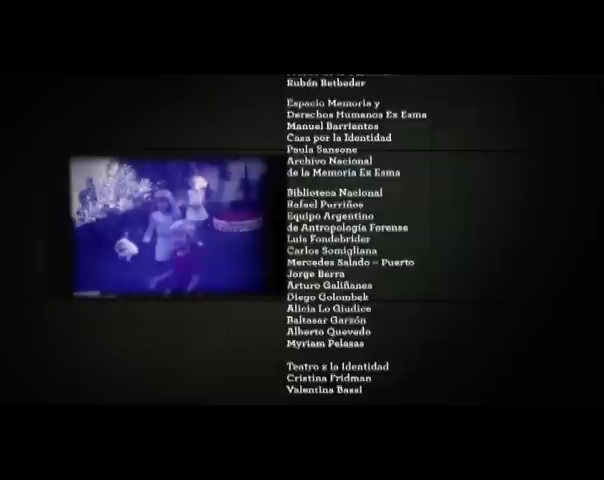 Rubén Betbeder
Espacio Memoria y
Derechos Humanos Ex Esma
Manuel Barrientos
Casa por la Identidad
Paula Sansone
Archivo Nacional
de la Memoria Ex Esma
Biblioteca Nacional
Rafael Purriños
Equipo Argentino
de Antropología Forense
Luis Fondebrider
Carlos Somigliana
Mercedes Salado – Puerto
Jorge Berra
Arturo Galiñanes
Diego Golombek
Alicia Lo Giudice
Baltasar Garzón
Alberto Quevedo
Myriam Pelazas
Teatro x la Identidad
Cristina Fridman
Valentina Bassi